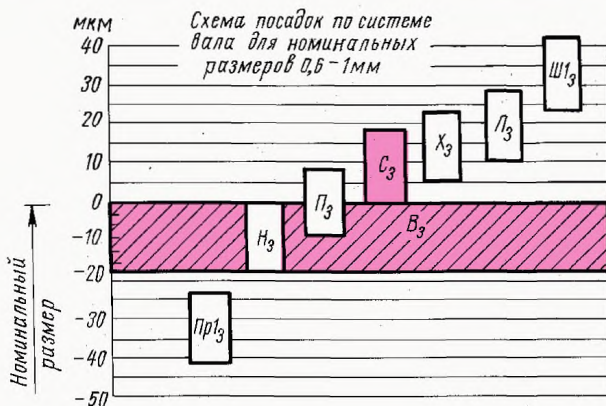 мкм
Схема посадок по системе
вала для номинальных
размеров 0,6-1мм
40
30
20
10
0
-10
-20
-30
-40
-50
Номинальный
размер
Пр1₃
Н₃
П₃
С₃
Х₃
Л₃
Ш1₃
В₃